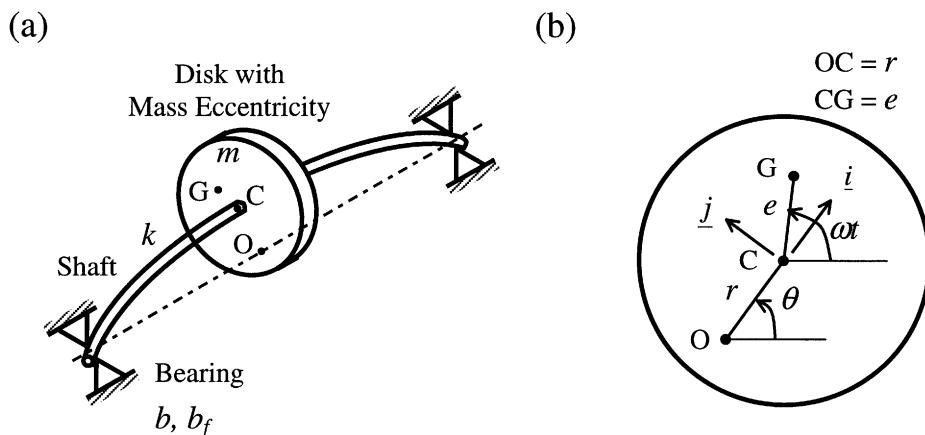 (a)
Disk with
Mass Eccentricity
m
G
C
k
O
Shaft
Bearing
b, b_f
(b)
OC = r
CG = e
G
i
j
e
ωt
C
r
θ
O